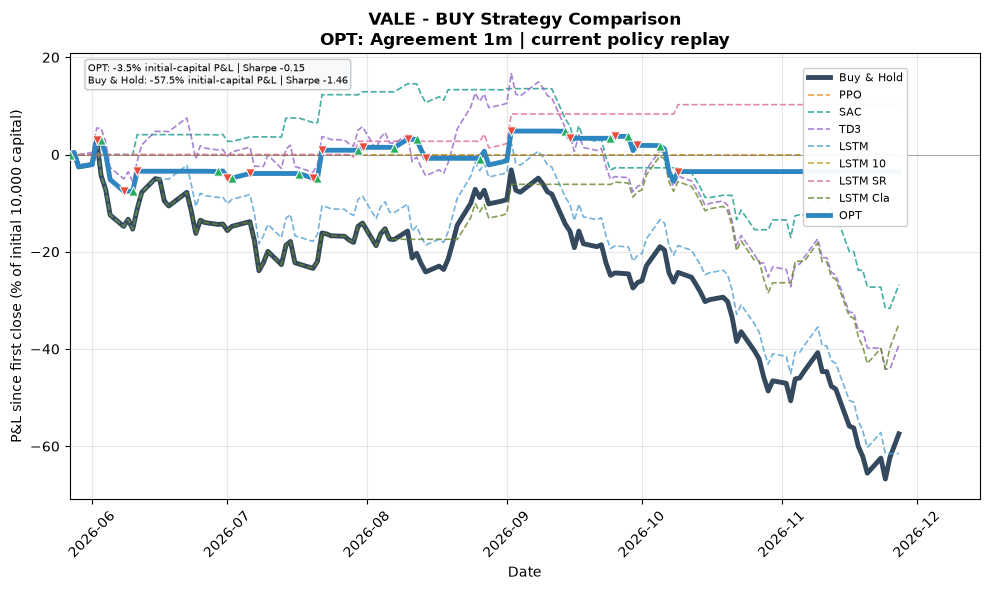 VALE - BUY Strategy Comparison
OPT: Agreement 1m | current policy replay
OPT: -3.5% initial-capital P&L | Sharpe -0.15
Buy & Hold: -57.5% initial-capital P&L | Sharpe -1.46
Buy & Hold
PPO
SAC
TD3
LSTM
LSTM 10
LSTM SR
LSTM Cla
OPT
P&L since first close (% of initial 10,000 capital)
20
0
−20
−40
−60
2026-06
2026-07
2026-08
2026-09
2026-10
2026-11
2026-12
Date